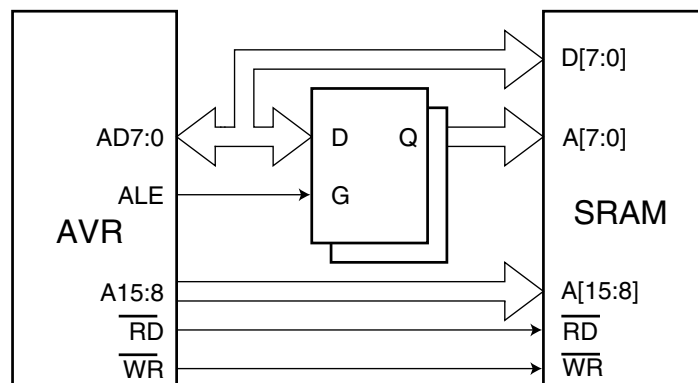 D[7:0]
AD7:0
D
Q
A[7:0]
ALE
G
AVR
SRAM
A15:8
A[15:8]
RD
RD
WR
WR